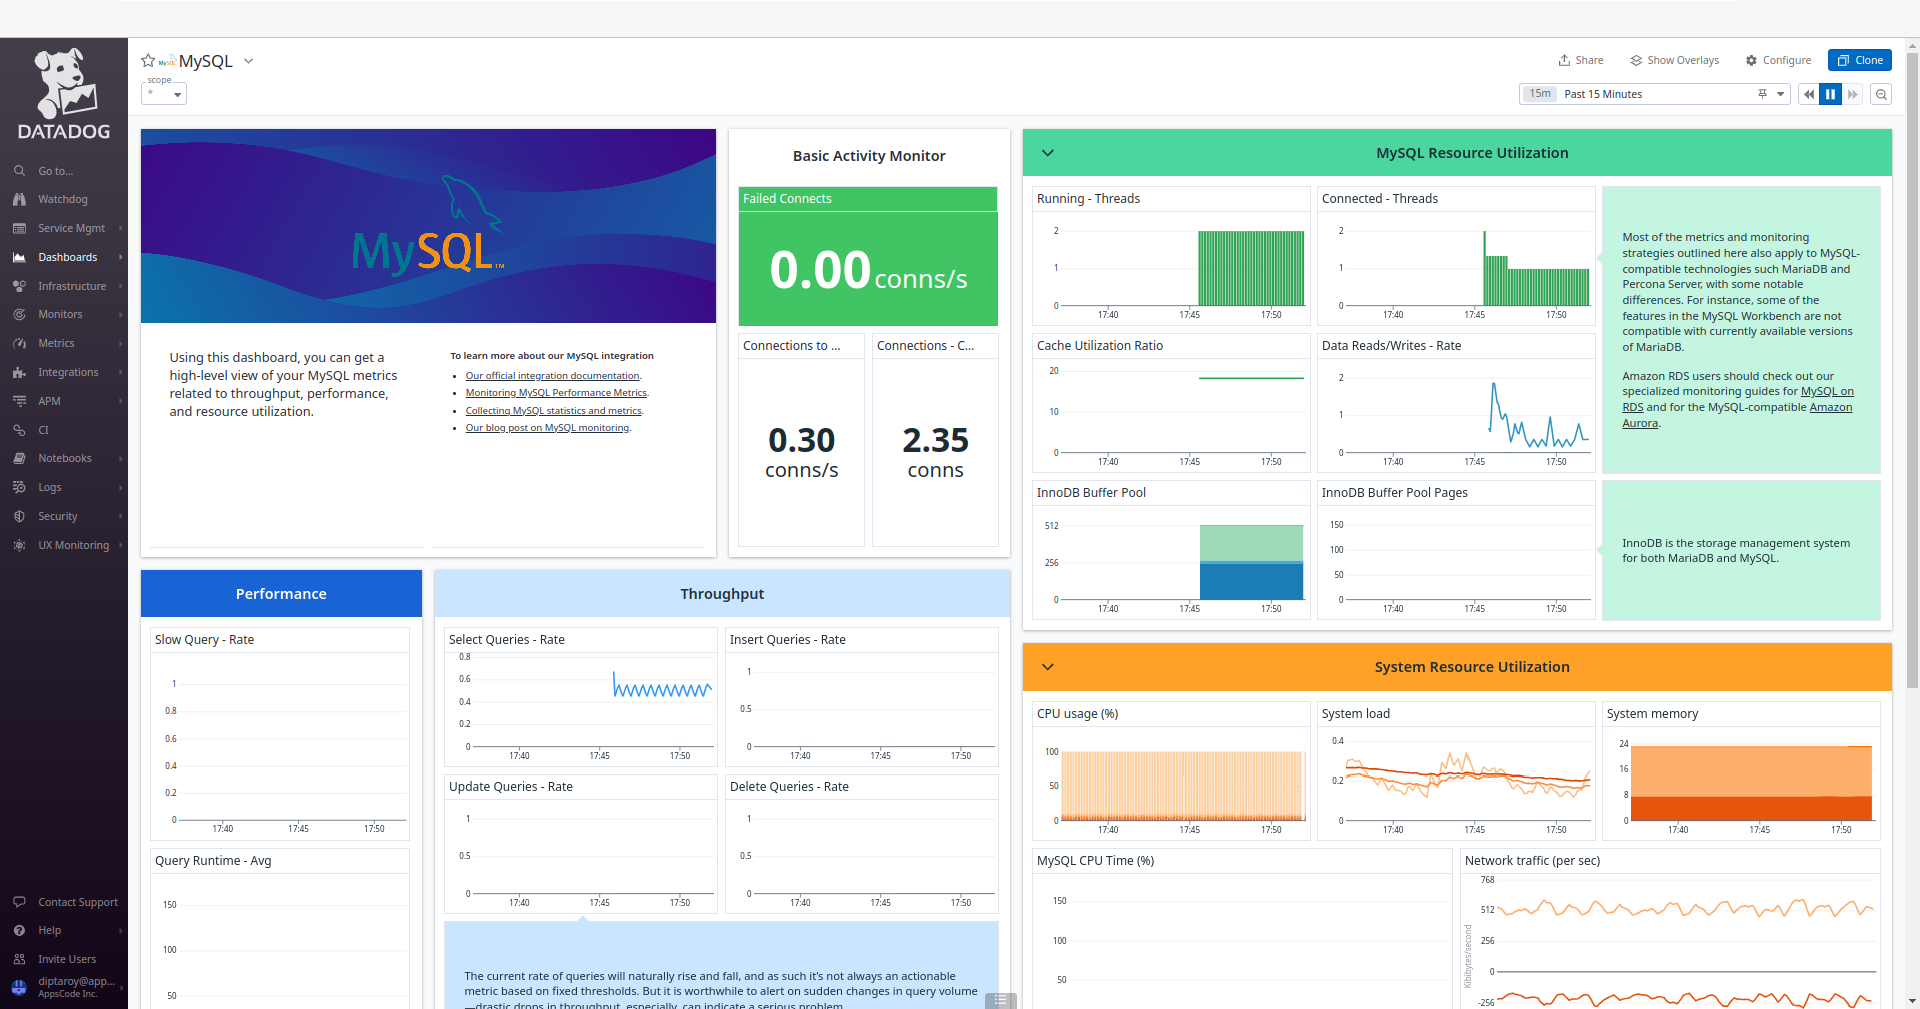 DATADOG
Go to...
Watchdog
Service Mgmt
Dashboards
Infrastructure
Monitors
Metrics
Integrations
APM
CI
Notebooks
Logs
Security
UX Monitoring
Contact Support
Help
Invite Users
diptaroy@app...
AppsCode Inc.
MySQL
scope
*
Share
Show Overlays
Configure
Clone
15m Past 15 Minutes
MySQL™
Using this dashboard, you can get a
high-level view of your MySQL metrics
related to throughput, performance,
and resource utilization.
To learn more about our MySQL integration
• Our official integration documentation.
• Monitoring MySQL Performance Metrics.
• Collecting MySQL statistics and metrics.
• Our blog post on MySQL monitoring.
Basic Activity Monitor
Failed Connects
0.00 conns/s
Connections to ...
0.30
conns/s
Connections - C...
2.35
conns
MySQL Resource Utilization
Running - Threads
2
1
0
17:40 17:45 17:50
Connected - Threads
2
1
0
17:40 17:45 17:50
Most of the metrics and monitoring
strategies outlined here also apply to MySQL-
compatible technologies such MariaDB and
Percona Server, with some notable
differences. For instance, some of the
features in the MySQL Workbench are not
compatible with currently available versions
of MariaDB.
Amazon RDS users should check out our
specialized monitoring guides for MySQL on
RDS and for the MySQL-compatible Amazon
Aurora.
Cache Utilization Ratio
20
10
0
17:40 17:45 17:50
Data Reads/Writes - Rate
2
1
0
17:40 17:45 17:50
InnoDB Buffer Pool
512
256
0
17:40 17:45 17:50
InnoDB Buffer Pool Pages
150
100
50
0
17:40 17:45 17:50
InnoDB is the storage management system
for both MariaDB and MySQL.
Performance
Slow Query - Rate
1
0.8
0.6
0.4
0.2
0
17:40 17:45 17:50
Query Runtime - Avg
150
100
50
Throughput
Select Queries - Rate
0.8
0.6
0.4
0.2
0
17:40 17:45 17:50
Insert Queries - Rate
1
0.5
0
17:40 17:45 17:50
Update Queries - Rate
1
0.5
0
17:40 17:45 17:50
Delete Queries - Rate
1
0.5
0
17:40 17:45 17:50
The current rate of queries will naturally rise and fall, and as such it's not always an actionable
metric based on fixed thresholds. But it is worthwhile to alert on sudden changes in query volume
—drastic drops in throughput, especially, can indicate a serious problem.
System Resource Utilization
CPU usage (%)
100
50
0
17:40 17:45 17:50
System load
0.4
0.2
0
17:40 17:45 17:50
System memory
24
16
8
0
17:40 17:45 17:50
MySQL CPU Time (%)
150
100
50
Network traffic (per sec)
Kibibytes/second
768
512
256
0
-256